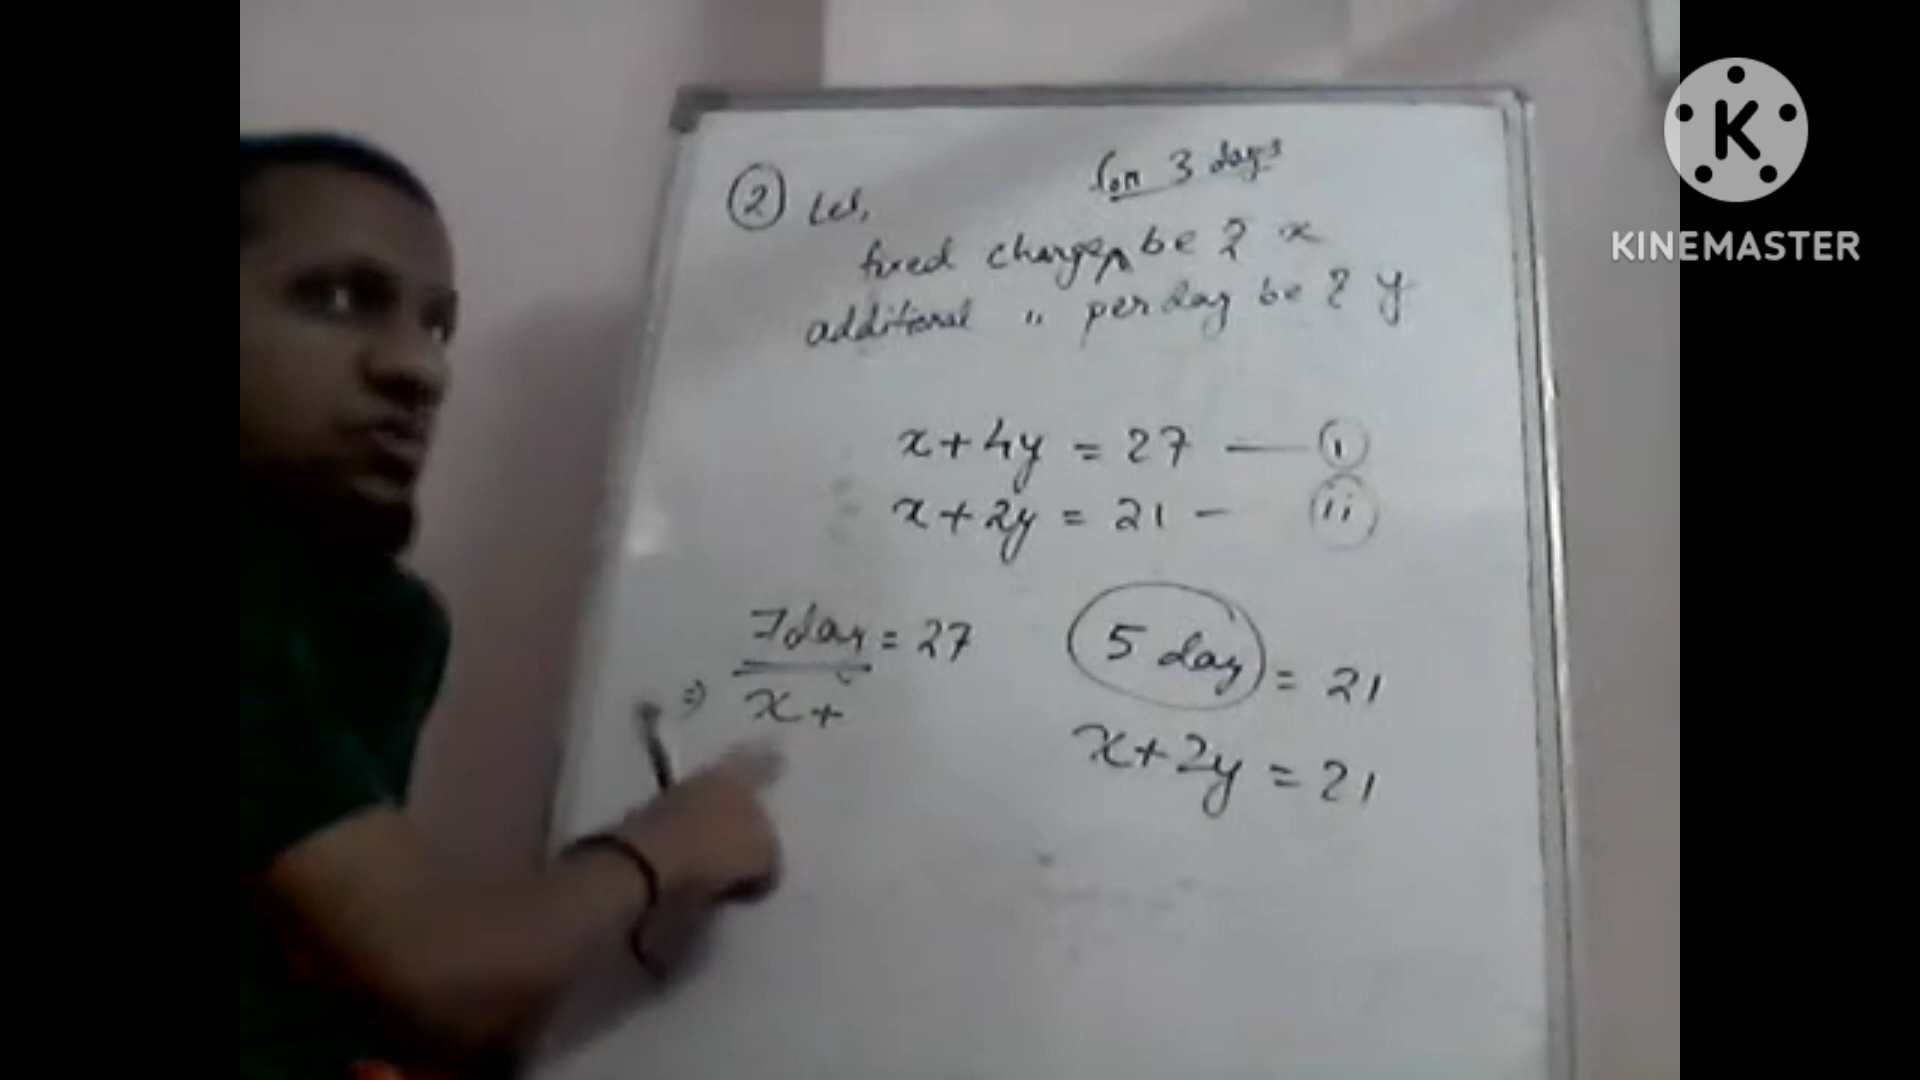 for 3 days
② Let,
fixed charge ^ be ₹ x
additional " per day be ₹ y
x + 4y = 27 — (i)
x + 2y = 21 — (ii)
7 day = 27
5 day = 21
⇒ x +
x + 2y = 21
K
KINEMASTER